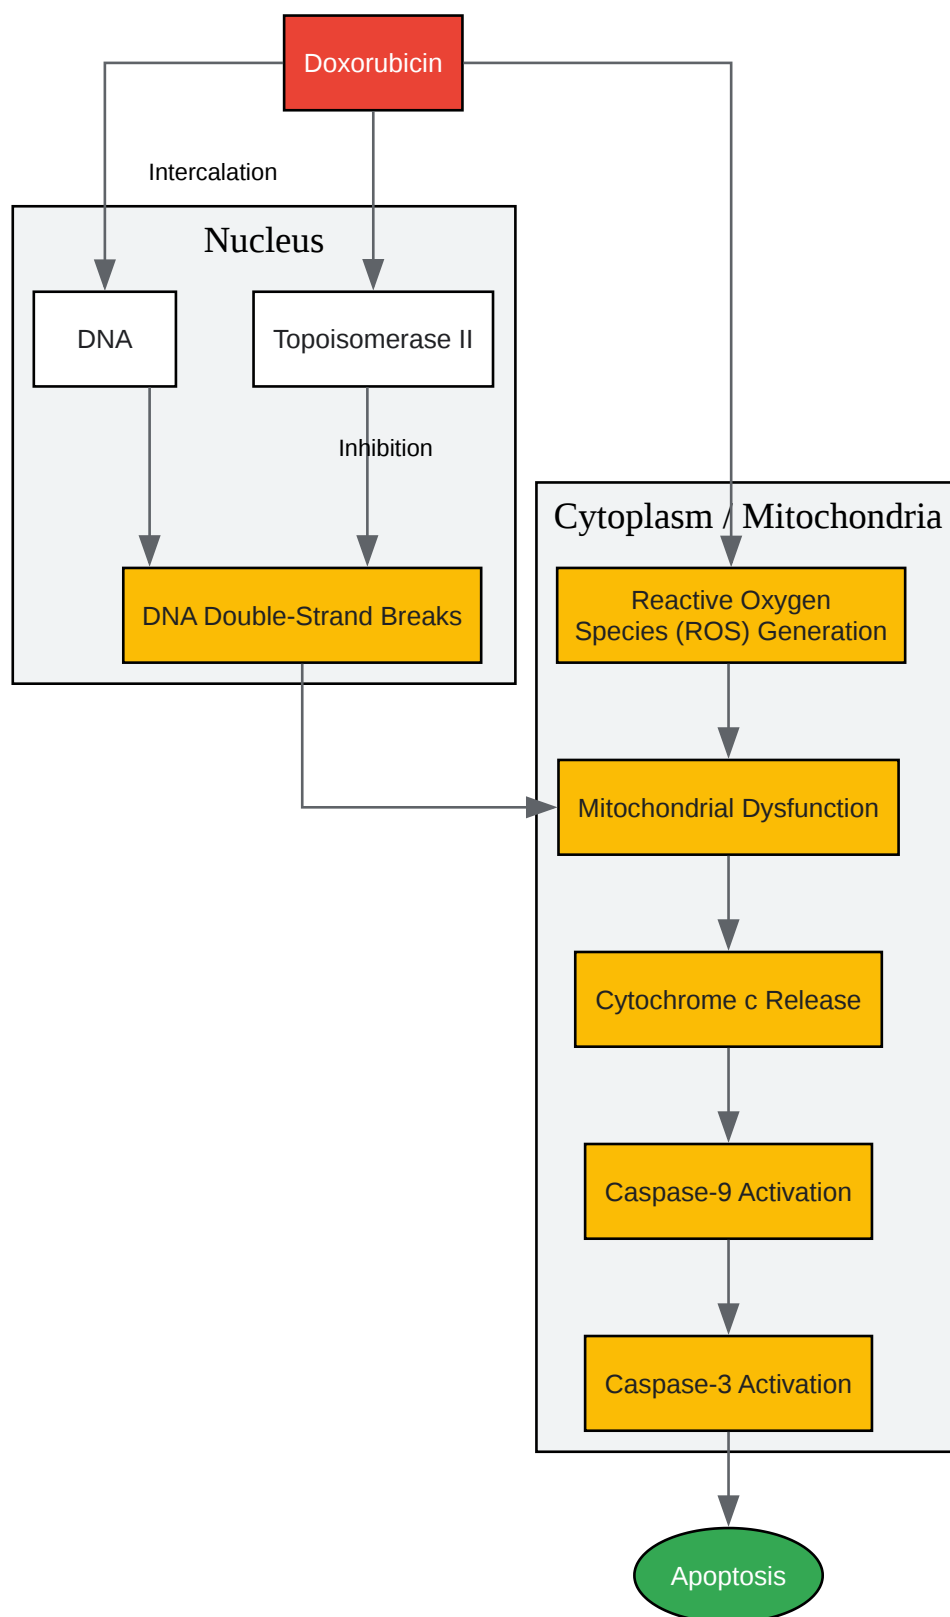 Doxorubicin
Intercalation
Nucleus
DNA
Topoisomerase II
Inhibition
Cytoplasm / Mitochondria
DNA Double-Strand Breaks
Reactive Oxygen
Species (ROS) Generation
Mitochondrial Dysfunction
Cytochrome c Release
Caspase-9 Activation
Caspase-3 Activation
Apoptosis